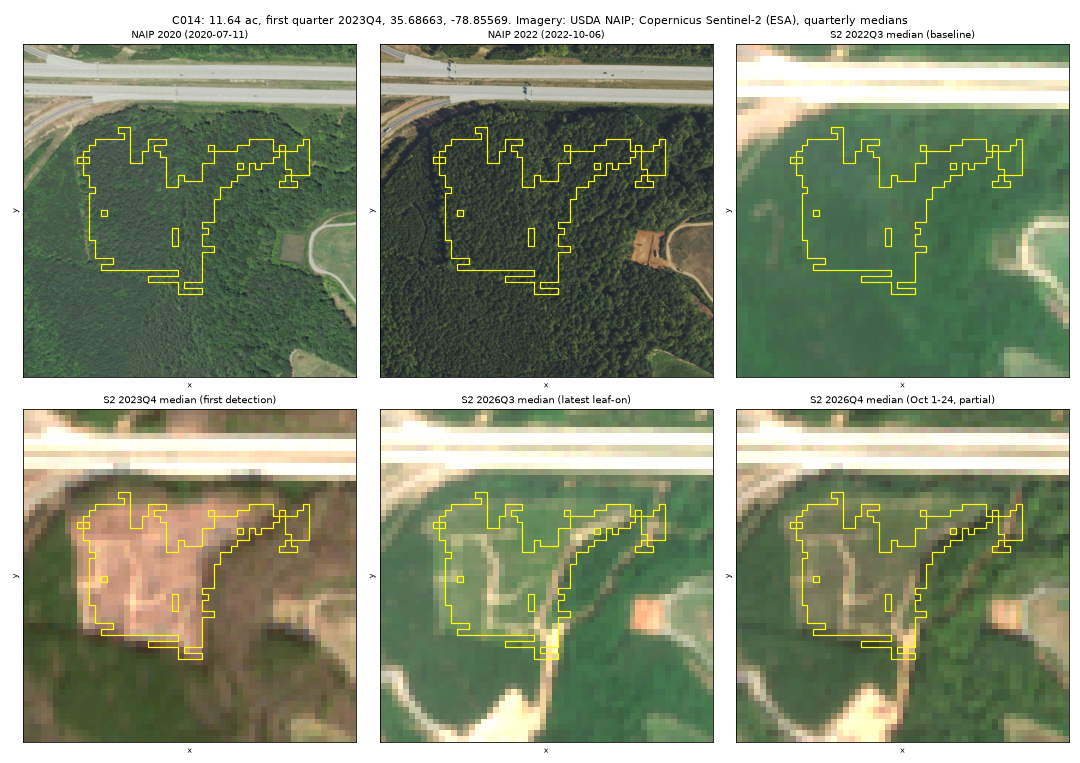 C014: 11.64 ac, first quarter 2023Q4, 35.68663, -78.85569. Imagery: USDA NAIP; Copernicus Sentinel-2 (ESA), quarterly medians
NAIP 2020 (2020-07-11)
NAIP 2022 (2022-10-06)
S2 2022Q3 median (baseline)
y
x
y
x
x
S2 2023Q4 median (first detection)
S2 2026Q3 median (latest leaf-on)
S2 2026Q4 median (Oct 1-24, partial)
y
x
y
x
y
x